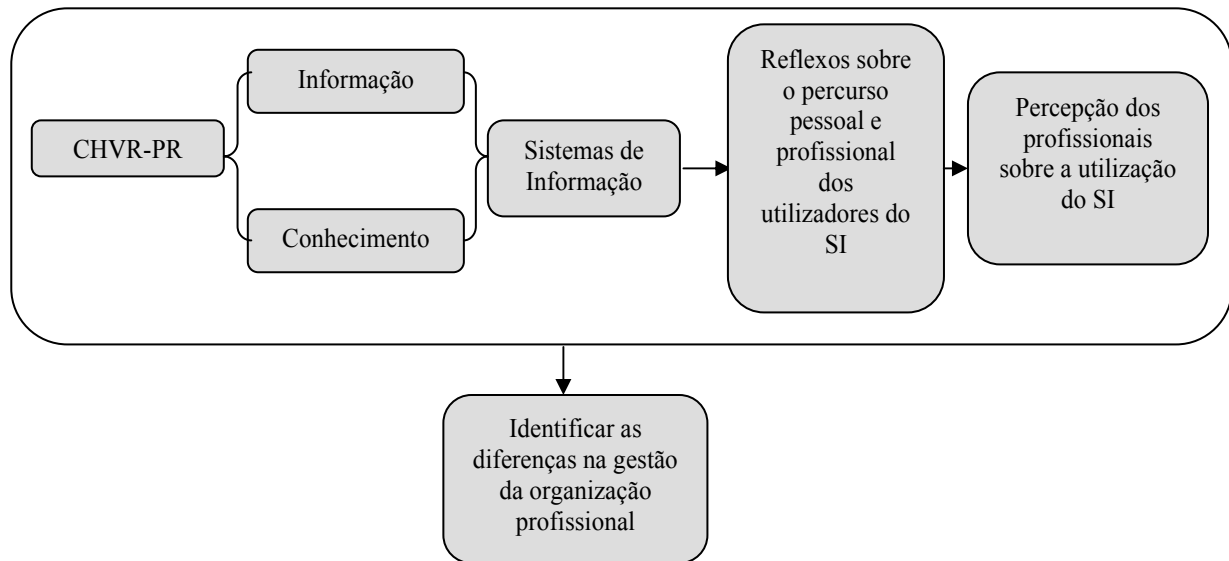 CHVR-PR
Informação
Conhecimento
Sistemas de
Informação
Reflexos sobre
o percurso
pessoal e
profissional
dos
utilizadores do
SI
Percepção dos
profissionais
sobre a utilização
do SI
Identificar as
diferenças na gestão
da organização
profissional